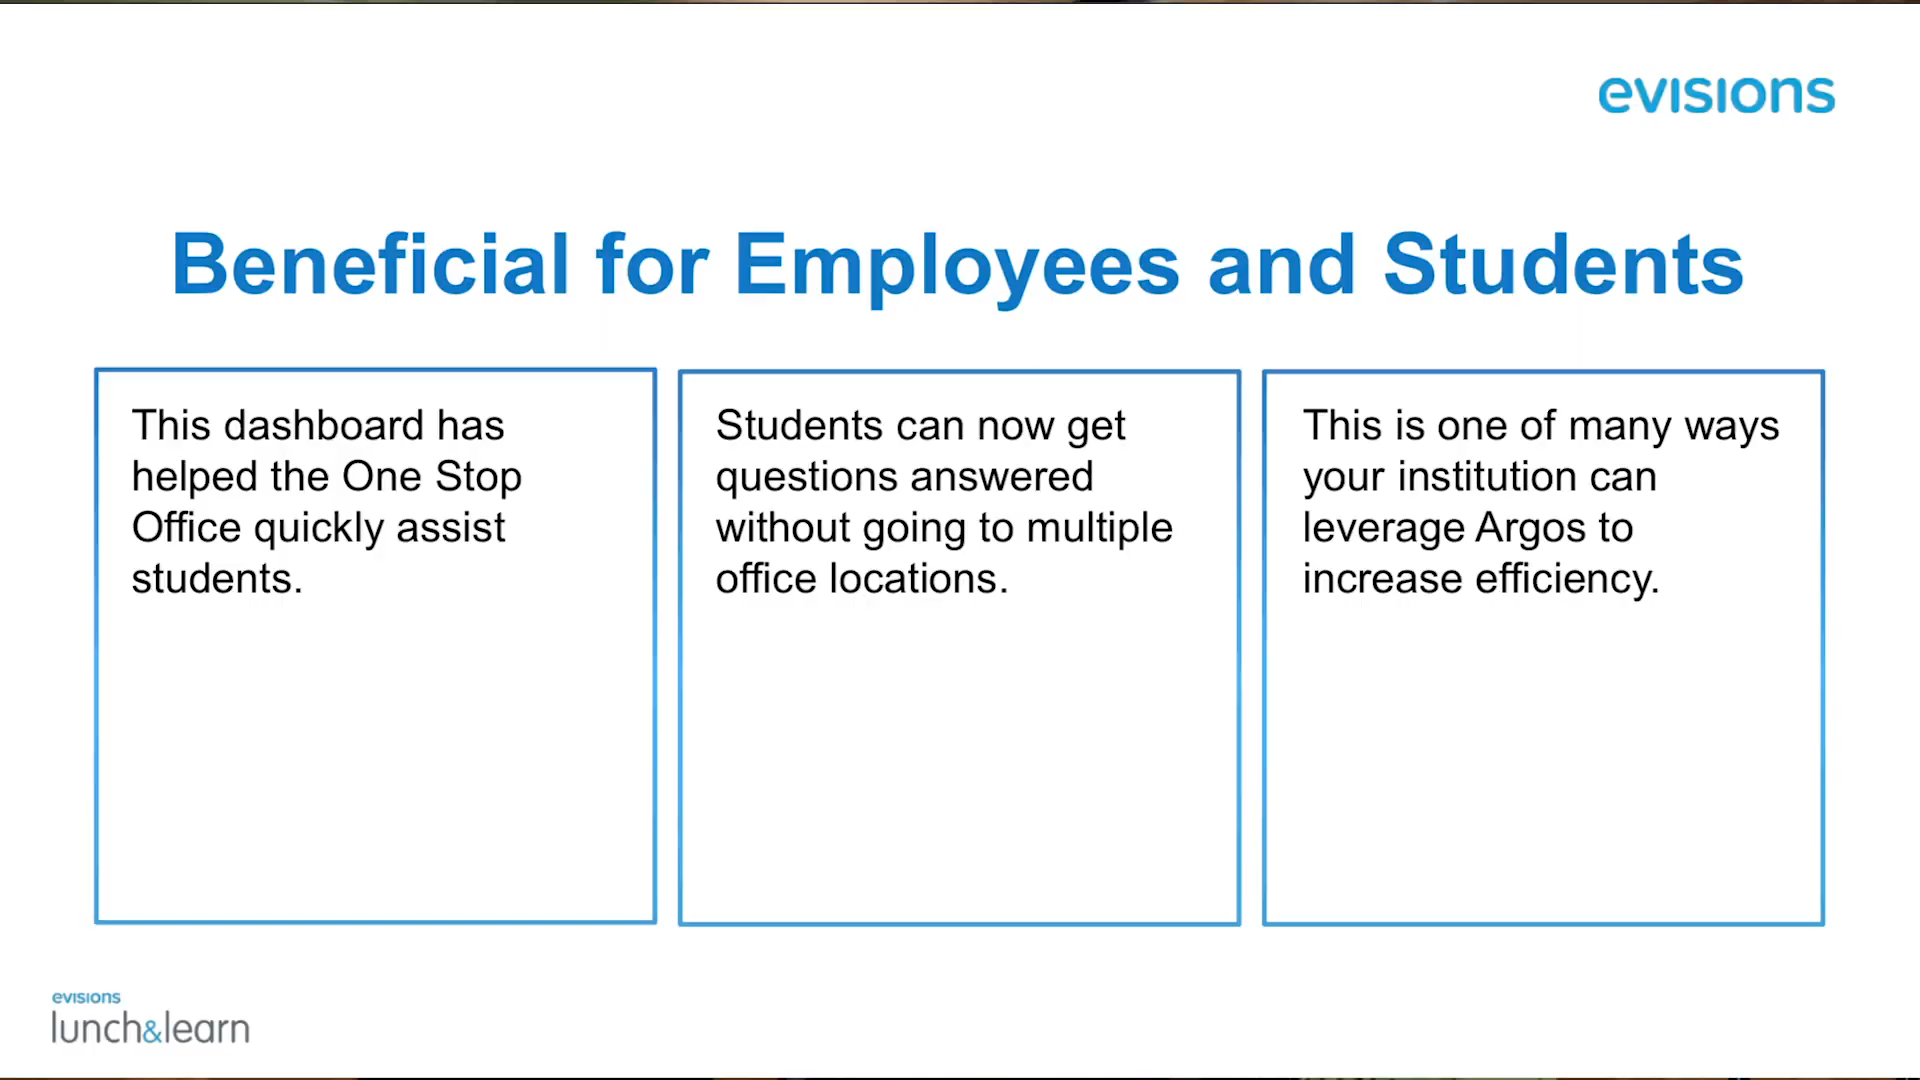 evisions
Beneficial for Employees and Students
This dashboard has
helped the One Stop
Office quickly assist
students.
Students can now get
questions answered
without going to multiple
office locations.
This is one of many ways
your institution can
leverage Argos to
increase efficiency.
evisions
lunch&learn